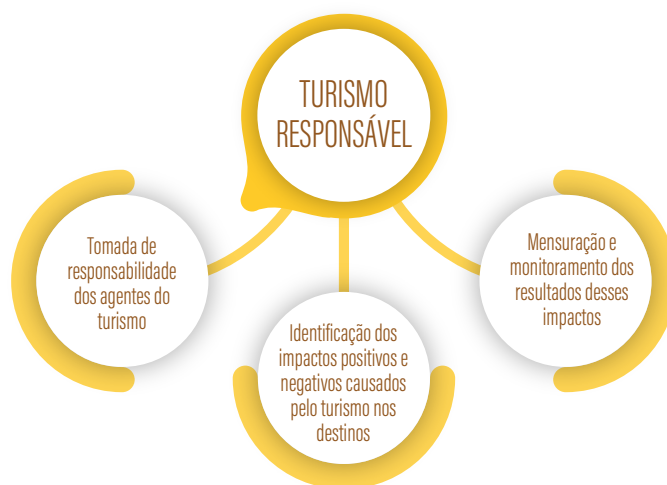 TURISMO
RESPONSÁVEL
Tomada de
responsabilidade
dos agentes do
turismo
Identificação dos
impactos positivos e
negativos causados
pelo turismo nos
destinos
Mensuração e
monitoramento dos
resultados desses
impactos